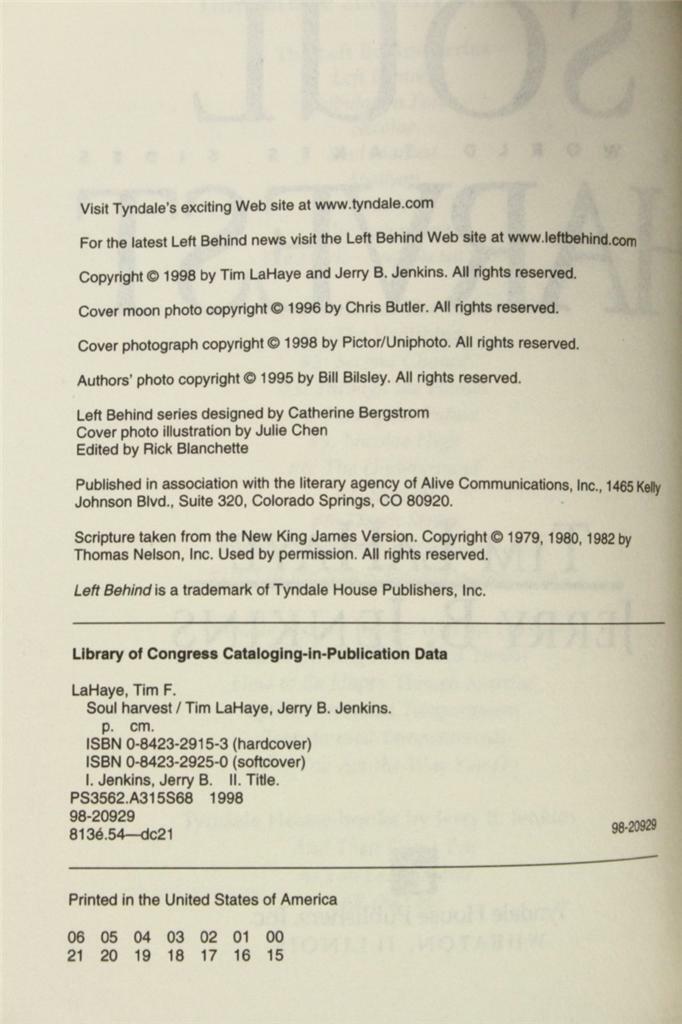 Visit Tyndale's exciting Web site at www.tyndale.com
For the latest Left Behind news visit the Left Behind Web site at www.leftbehind.com
Copyright © 1998 by Tim LaHaye and Jerry B. Jenkins. All rights reserved.
Cover moon photo copyright © 1996 by Chris Butler. All rights reserved.
Cover photograph copyright © 1998 by Pictor/Uniphoto. All rights reserved.
Authors' photo copyright © 1995 by Bill Bilsley. All rights reserved.
Left Behind series designed by Catherine Bergstrom
Cover photo illustration by Julie Chen
Edited by Rick Blanchette
Published in association with the literary agency of Alive Communications, Inc., 1465 Kelly
Johnson Blvd., Suite 320, Colorado Springs, CO 80920.
Scripture taken from the New King James Version. Copyright © 1979, 1980, 1982 by
Thomas Nelson, Inc. Used by permission. All rights reserved.
Left Behind is a trademark of Tyndale House Publishers, Inc.
Library of Congress Cataloging-in-Publication Data
LaHaye, Tim F.
Soul harvest / Tim LaHaye, Jerry B. Jenkins.
p. cm.
ISBN 0-8423-2915-3 (hardcover)
ISBN 0-8423-2925-0 (softcover)
I. Jenkins, Jerry B. II. Title.
PS3562.A315S68 1998
98-20929
813é.54—dc21 98-20929
Printed in the United States of America
06 05 04 03 02 01 00
21 20 19 18 17 16 15